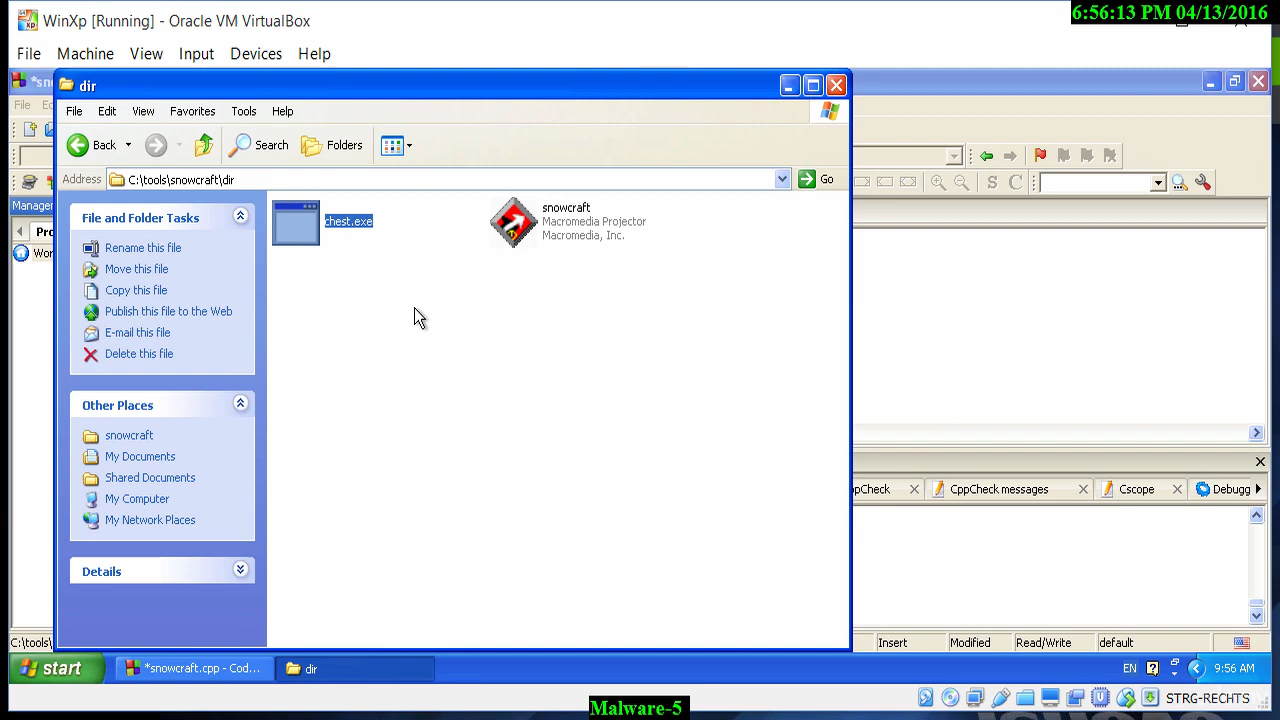 WinXp [Running] - Oracle VM VirtualBox
6:56:13 PM 04/13/2016
File Machine View Input Devices Help
dir
File Edit View Favorites Tools Help
Back Search Folders
Address C:\tools\snowcraft\dir Go
Manager
File and Folder Tasks
Rename this file
Move this file
Copy this file
Publish this file to the Web
E-mail this file
Delete this file
Other Places
snowcraft
My Documents
Shared Documents
My Computer
My Network Places
Details
chest.exe
snowcraft
Macromedia Projector
Macromedia, Inc.
CppCheck messages Cscope Debugg
C:\tools Insert Modified Read/Write default
start *snowcraft.cpp - Cod... dir EN 9:56 AM
STRG-RECHTS
Malware-5